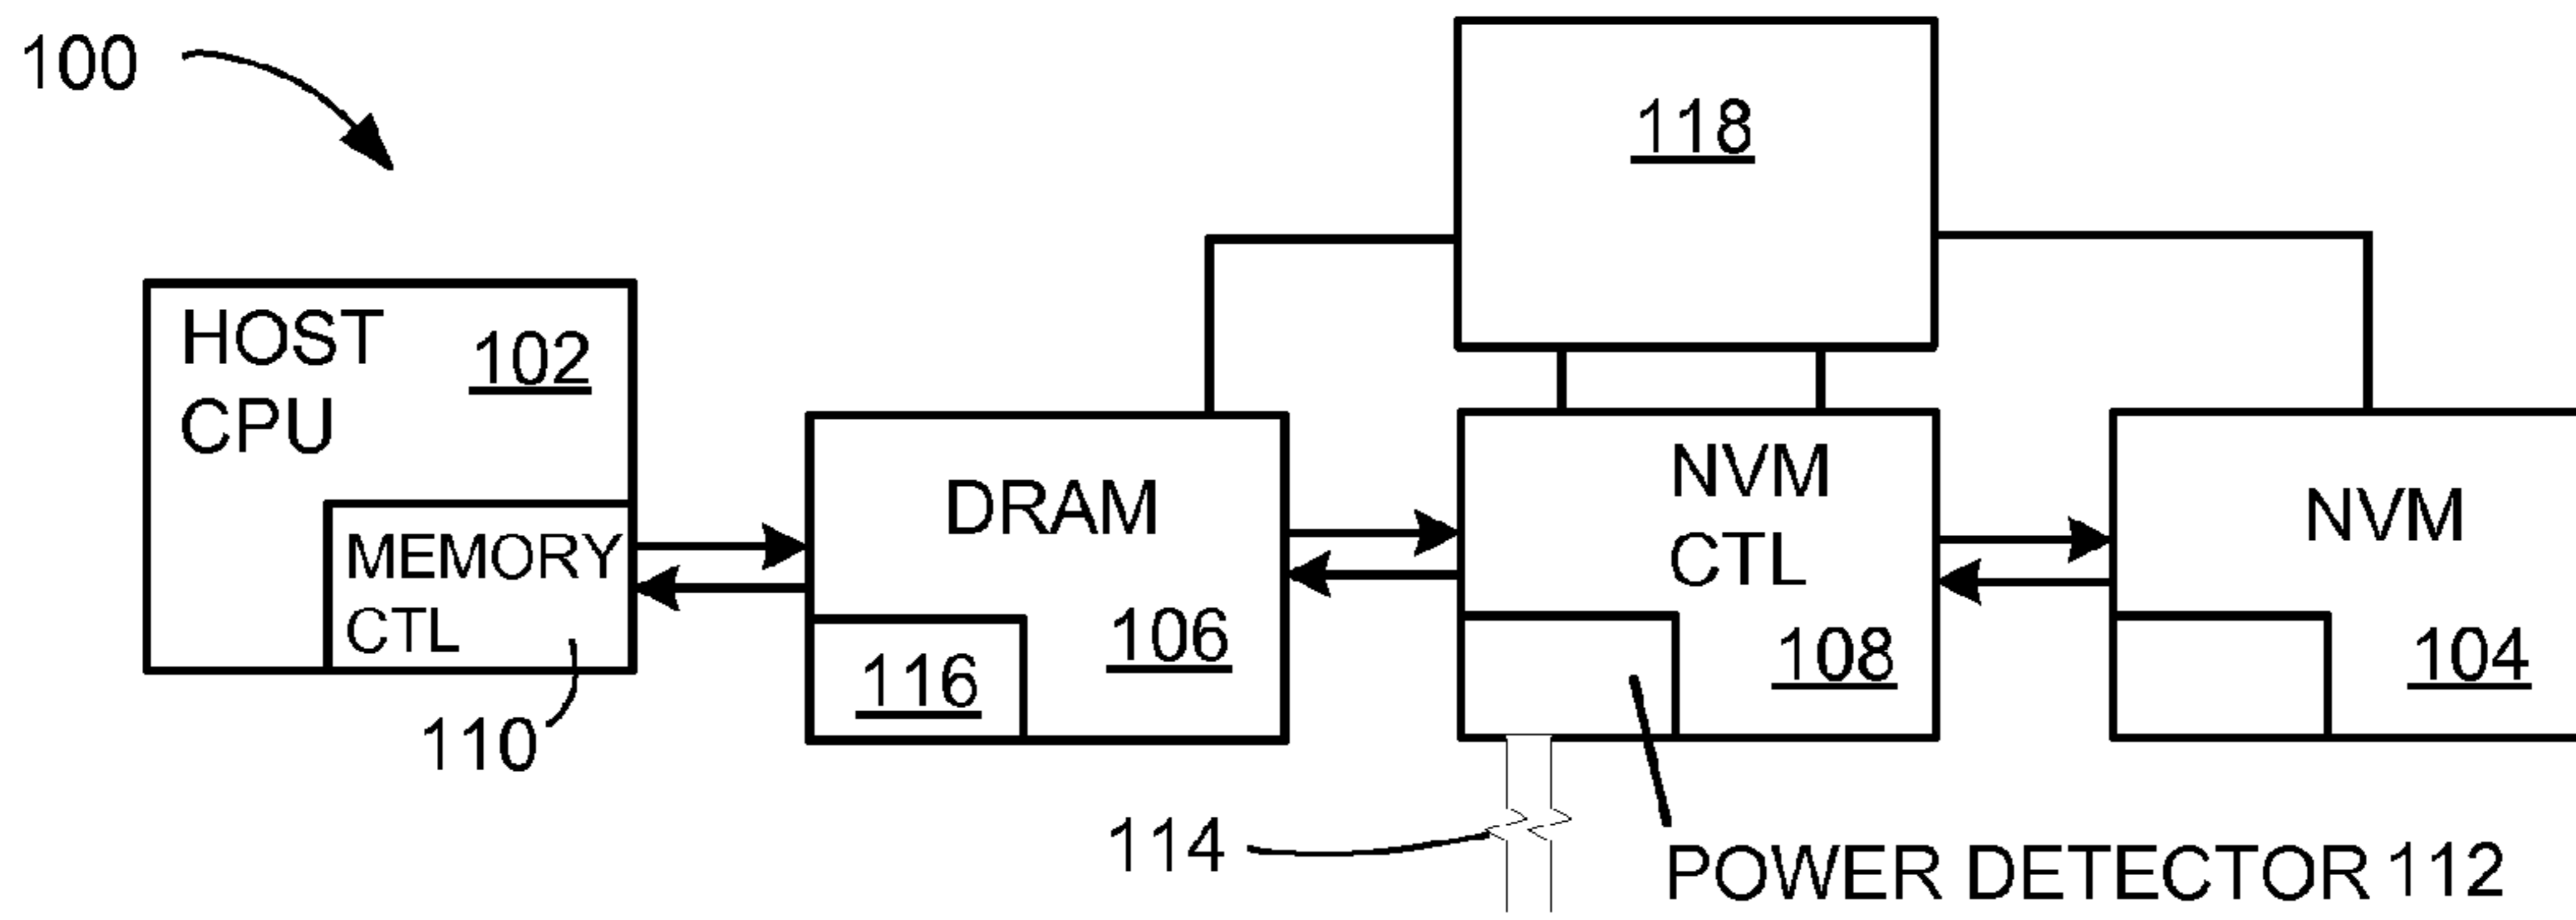 100
118
HOST
CPU
102
MEMORY
CTL
110
DRAM
106
116
NVM
CTL
108
NVM
104
114
POWER DETECTOR 112